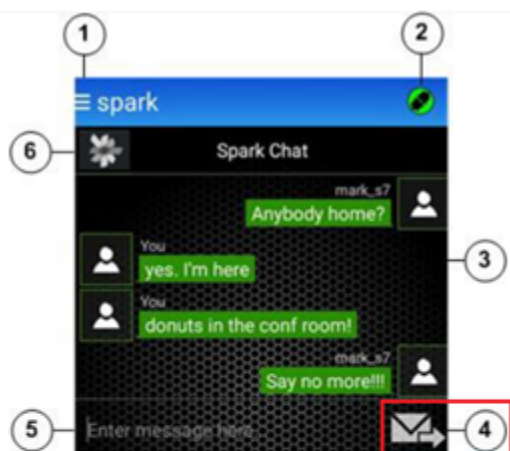 1
2
spark
6
Spark Chat
mark_s7
Anybody home?
You
yes. I'm here
3
You
donuts in the conf room!
mark_s7
Say no more!!!
5
Enter message here
4